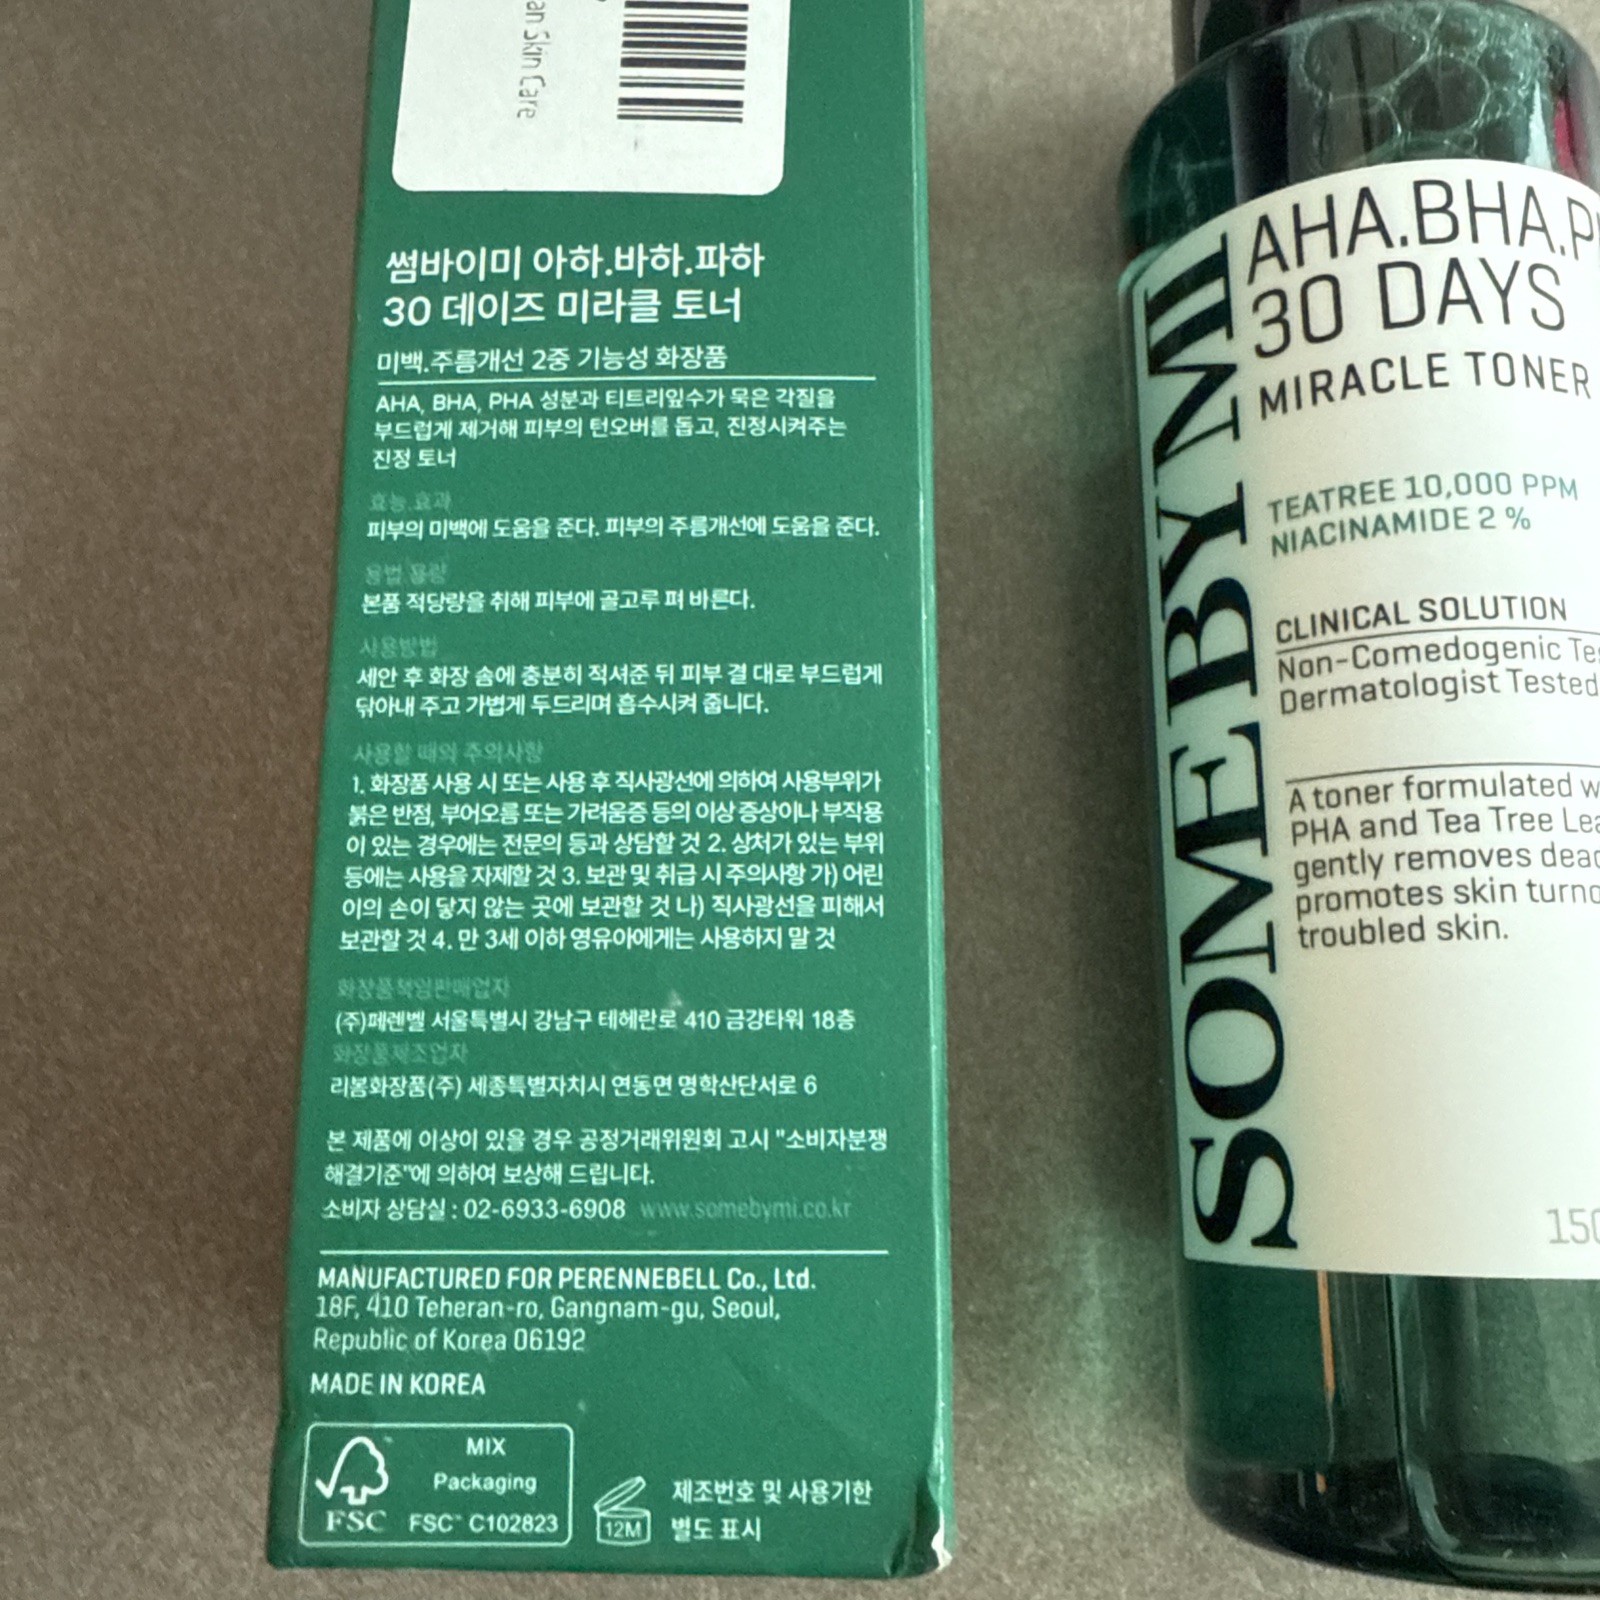 an Skin Care
썸바이미 아하.바하.파하
30 데이즈 미라클 토너
미백.주름개선 2중 기능성 화장품
AHA, BHA, PHA 성분과 티트리잎수가 묵은 각질을
부드럽게 제거해 피부의 턴오버를 돕고, 진정시켜주는
진정 토너
효능.효과
피부의 미백에 도움을 준다. 피부의 주름개선에 도움을 준다.
용법.용량
본품 적당량을 취해 피부에 골고루 펴 바른다.
사용방법
세안 후 화장 솜에 충분히 적셔준 뒤 피부 결 대로 부드럽게
닦아내 주고 가볍게 두드리며 흡수시켜 줍니다.
사용할 때의 주의사항
1. 화장품 사용 시 또는 사용 후 직사광선에 의하여 사용부위가
붉은 반점, 부어오름 또는 가려움증 등의 이상 증상이나 부작용
이 있는 경우에는 전문의 등과 상담할 것 2. 상처가 있는 부위
등에는 사용을 자제할 것 3. 보관 및 취급 시 주의사항 가) 어린
이의 손이 닿지 않는 곳에 보관할 것 나) 직사광선을 피해서
보관할 것 4. 만 3세 이하 영유아에게는 사용하지 말 것
화장품책임판매업자
(주)페렌벨 서울특별시 강남구 테헤란로 410 금강타워 18층
화장품제조업자
리봄화장품(주) 세종특별자치시 연동면 명학산단서로 6
본 제품에 이상이 있을 경우 공정거래위원회 고시 "소비자분쟁
해결기준"에 의하여 보상해 드립니다.
소비자 상담실 : 02-6933-6908 www.somebymi.co.kr
MANUFACTURED FOR PERENNEBELL Co., Ltd.
18F, 410 Teheran-ro, Gangnam-gu, Seoul,
Republic of Korea 06192
MADE IN KOREA
MIX
Packaging
FSC FSC™ C102823
12M
제조번호 및 사용기한
별도 표시
SOMEBYMI
AHA.BHA.P
30 DAYS
MIRACLE TONER
TEATREE 10,000 PPM
NIACINAMIDE 2 %
CLINICAL SOLUTION
Non-Comedogenic Tes
Dermatologist Tested
A toner formulated w
PHA and Tea Tree Lea
gently removes dead
promotes skin turno
troubled skin.
150